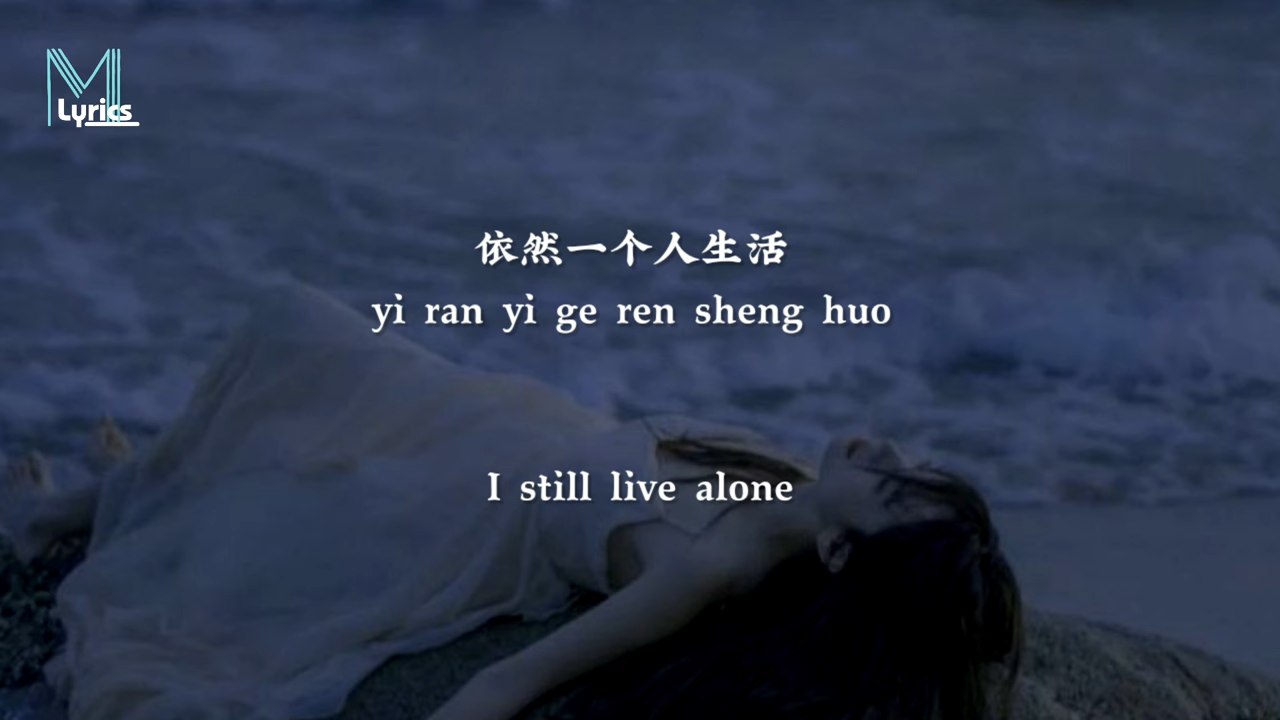 M
Lyrics
依然一个人生活
yi ran yi ge ren sheng huo
I still live alone